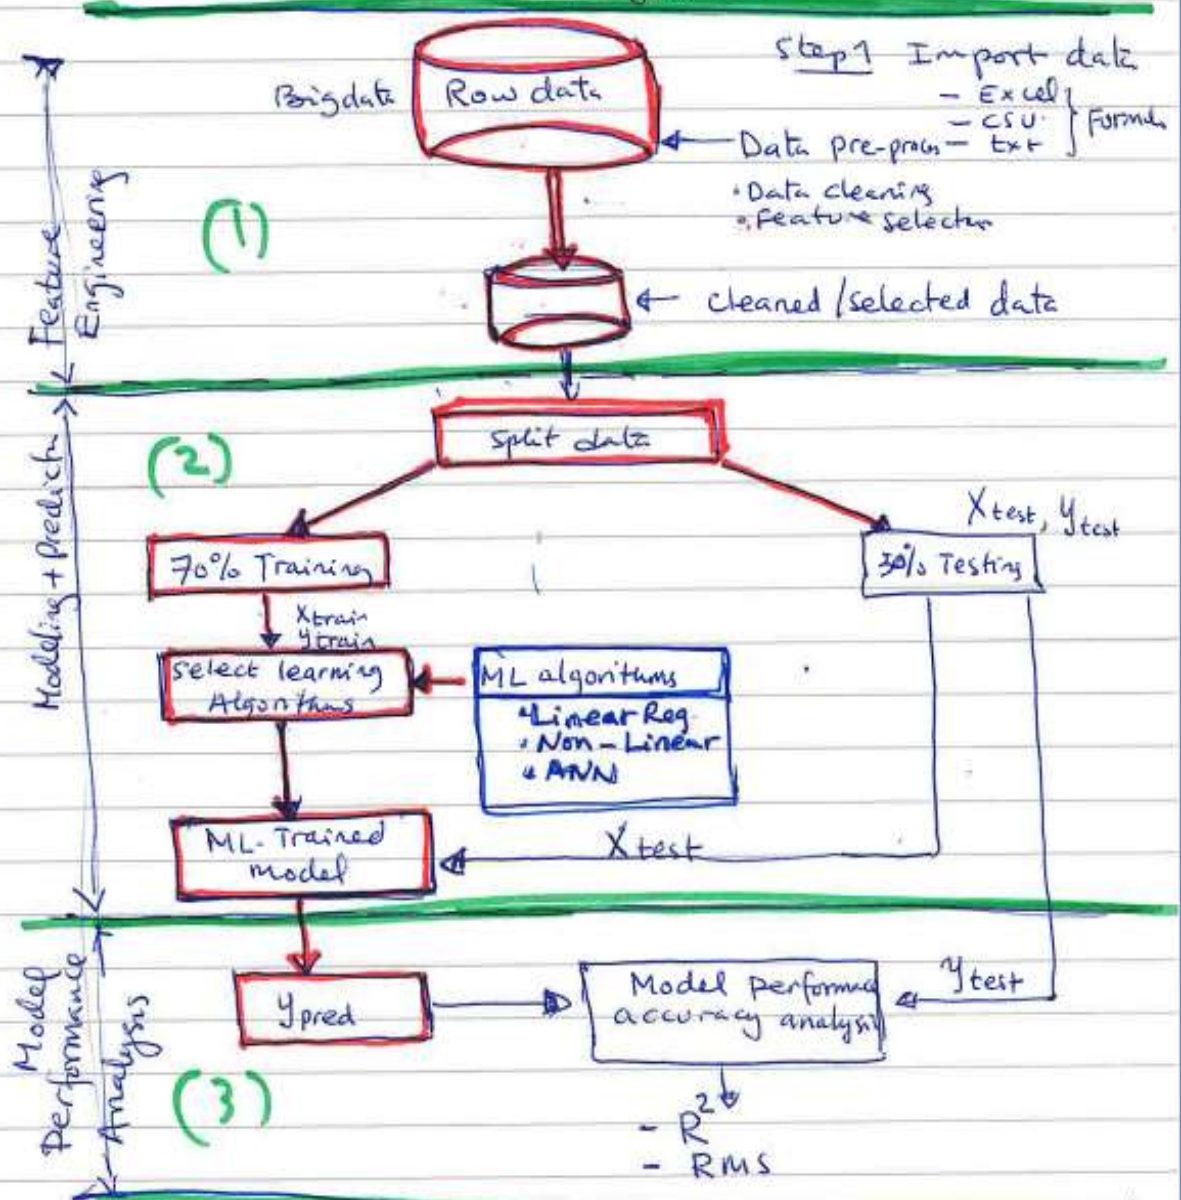 Step1 Import data
Bigdata
Row data
- Excel
- CSV
- txt
Data pre-process
• Data cleaning
• Feature selection
(1)
Feature
Engineering
cleaned/selected data
Split data
(2)
Modeling + Predictn
Xtest, ytest
70% Training
30% Testing
Xtrain
ytrain
Select learning
Algorithms
ML algorithms
• Linear Reg.
• Non-Linear
• ANN
ML-Trained
model
Xtest
Model
Performance
Analysis
ypred
Model performance
accuracy analysis
ytest
(3)
- R²
- RMS